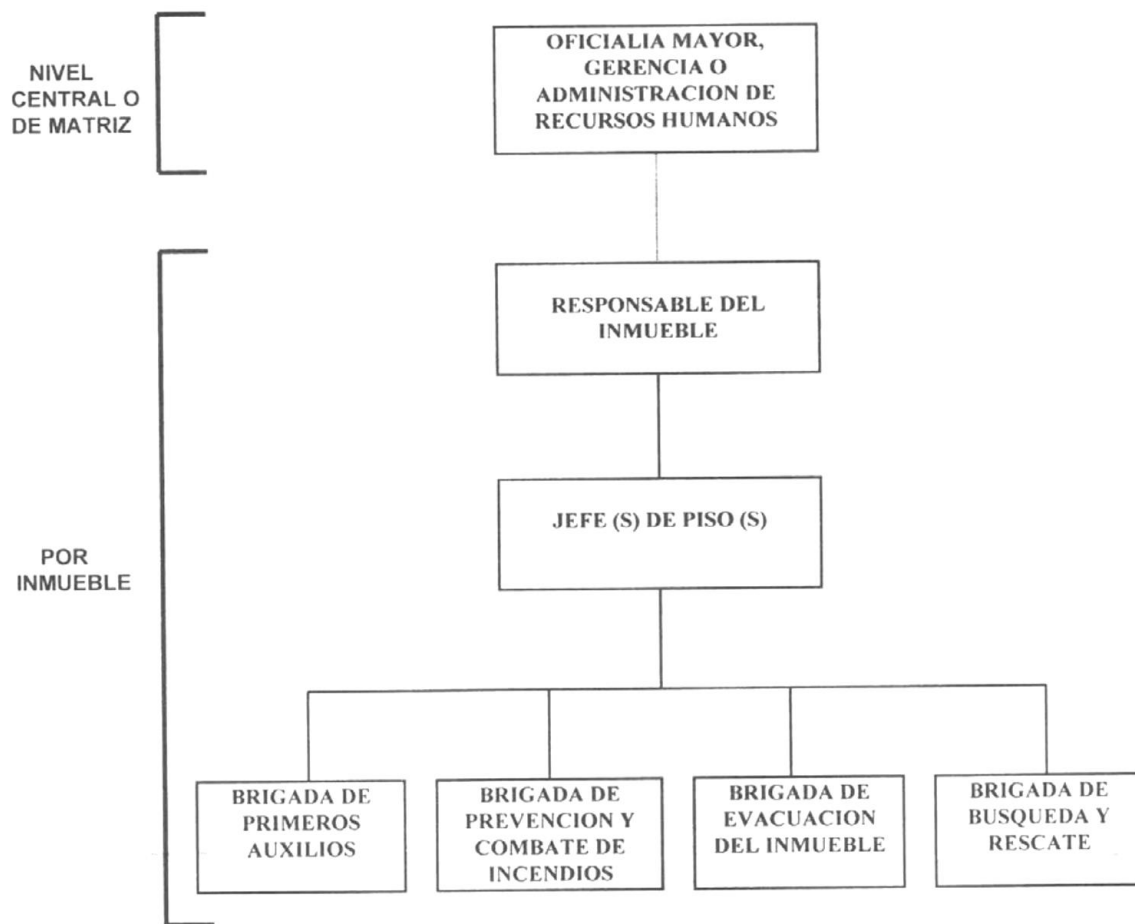 NIVEL
CENTRAL O
DE MATRIZ
OFICIALIA MAYOR,
GERENCIA O
ADMINISTRACION DE
RECURSOS HUMANOS
RESPONSABLE DEL
INMUEBLE
JEFE (S) DE PISO (S)
POR
INMUEBLE
BRIGADA DE
PRIMEROS
AUXILIOS
BRIGADA DE
PREVENCION Y
COMBATE DE
INCENDIOS
BRIGADA DE
EVACUACION
DEL INMUEBLE
BRIGADA DE
BUSQUEDA Y
RESCATE